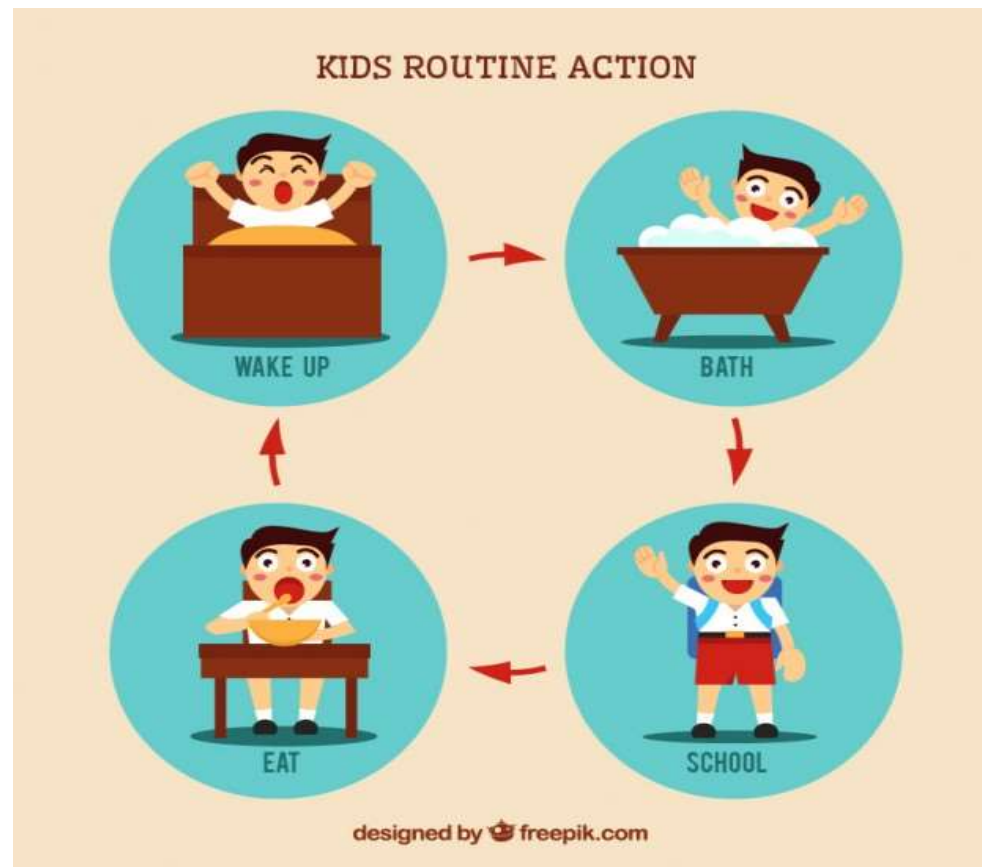 KIDS ROUTINE ACTION
WAKE UP
BATH
EAT
SCHOOL
designed by freepik.com